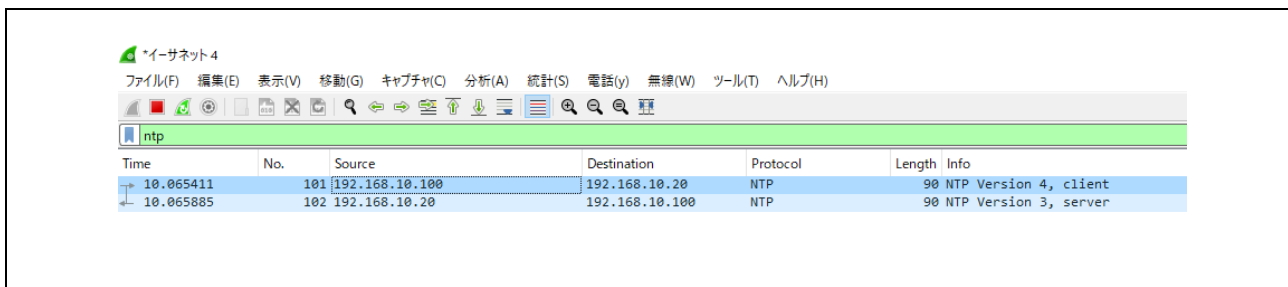 *イーサネット 4
ファイル(F) 編集(E) 表示(V) 移動(G) キャプチャ(C) 分析(A) 統計(S) 電話(y) 無線(W) ツール(T) ヘルプ(H)
ntp
Time No. Source Destination Protocol Length Info
10.065411 101 192.168.10.100 192.168.10.20 NTP 90 NTP Version 4, client
10.065885 102 192.168.10.20 192.168.10.100 NTP 90 NTP Version 3, server